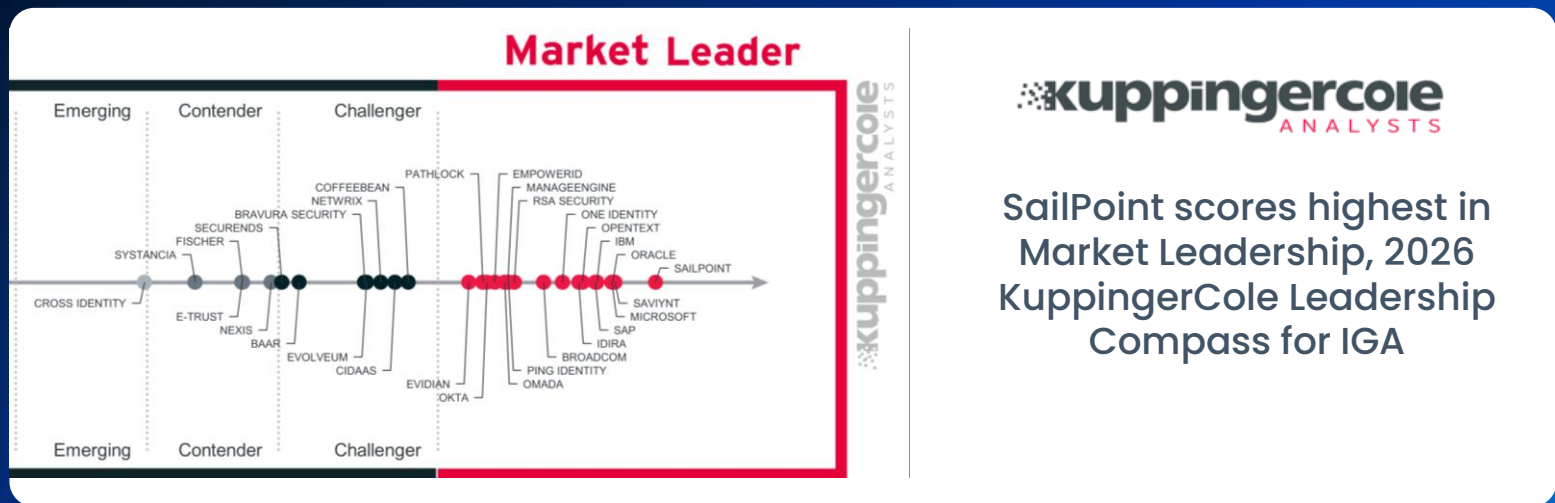 Market Leader
Emerging
Contender
Challenger
PATHLOCK
EMPOWERID
COFFEEBEAN
MANAGEENGINE
NETWRIX
RSA SECURITY
BRAVURA SECURITY
ONE IDENTITY
SECURENDS
OPENTEXT
FISCHER
IBM
SYSTANCIA
ORACLE
SAILPOINT
CROSS IDENTITY
SAVIYNT
E-TRUST
MICROSOFT
NEXIS
SAP
BAAR
IDIRA
EVOLVEUM
BROADCOM
CIDAAS
PING IDENTITY
EVIDIAN
OMADA
OKTA
Emerging
Contender
Challenger
kuppingercole
ANALYSTS
kuppingercole
ANALYSTS
SailPoint scores highest in
Market Leadership, 2026
KuppingerCole Leadership
Compass for IGA